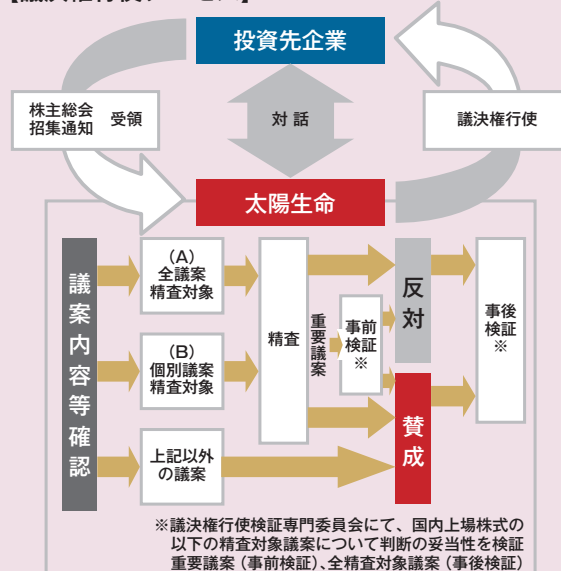 投資先企業
株主総会
招集通知 受領
対 話
議決権行使
太陽生命
議案内容等確認
(A)
全議案
精査対象
(B)
個別議案
精査対象
上記以外
の議案
精査
重要議案
事前
検証
※
反対
賛成
事後
検証
※
※議決権行使検証専門委員会にて、国内上場株式の
以下の精査対象議案について判断の妥当性を検証
重要議案（事前検証）、全精査対象議案（事後検証）